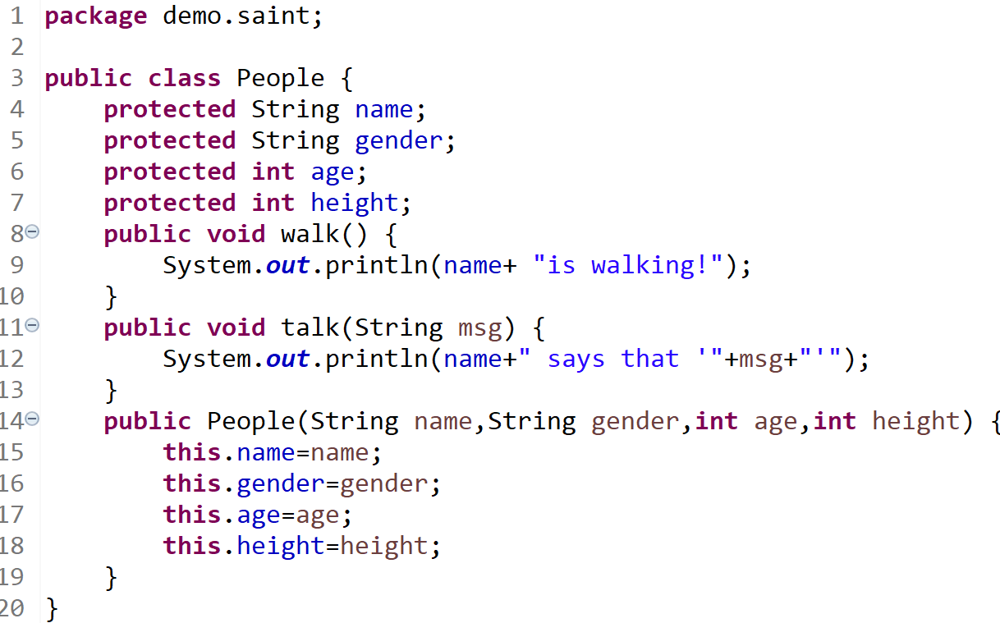 1 package demo.saint;
2
3 public class People {
4     protected String name;
5     protected String gender;
6     protected int age;
7     protected int height;
8     public void walk() {
9         System.out.println(name+ "is walking!");
10     }
11     public void talk(String msg) {
12         System.out.println(name+" says that '"+msg+"'");
13     }
14     public People(String name,String gender,int age,int height) {
15         this.name=name;
16         this.gender=gender;
17         this.age=age;
18         this.height=height;
19     }
20 }